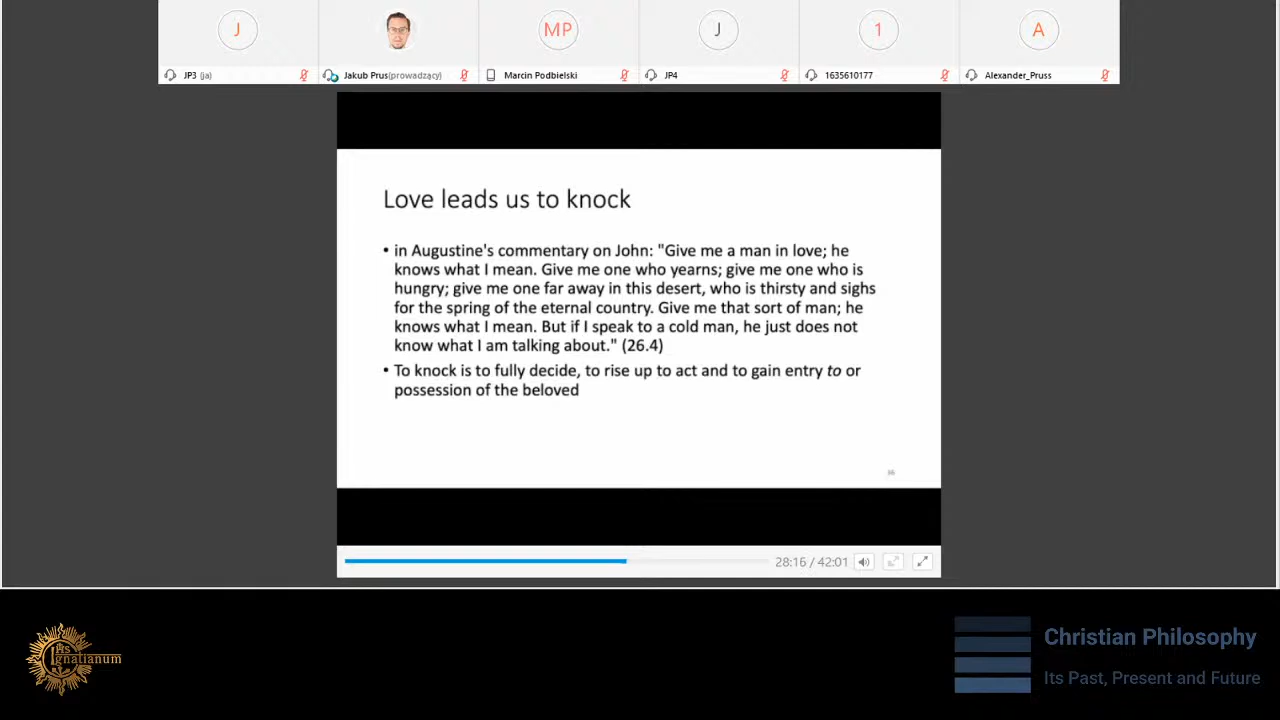 J
MP
J
1
A
JP3 (ja)
Jakub Prus(prowadzący)
Marcin Podbielski
JP4
1635610177
Alexander_Pruss
Love leads us to knock
• in Augustine's commentary on John: "Give me a man in love; he
knows what I mean. Give me one who yearns; give me one who is
hungry; give me one far away in this desert, who is thirsty and sighs
for the spring of the eternal country. Give me that sort of man; he
knows what I mean. But if I speak to a cold man, he just does not
know what I am talking about." (26.4)
• To knock is to fully decide, to rise up to act and to gain entry to or
possession of the beloved
28:16 / 42:01
Ignatianum
Christian Philosophy
Its Past, Present and Future